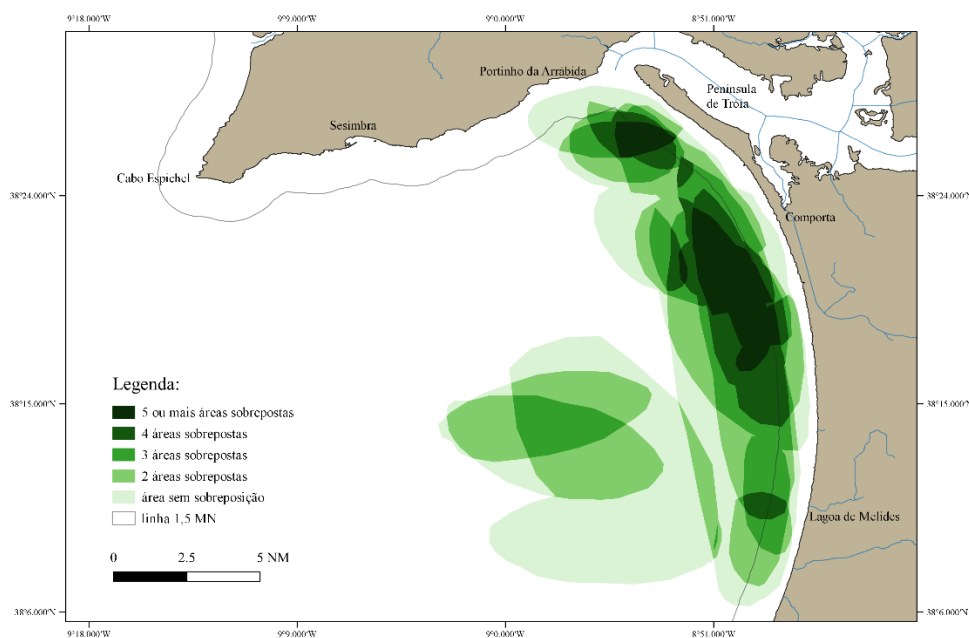 9°18.000'W 9°9.000'W 9°0.000'W 8°51.000'W
Portinho da Arrábida
Península
de Tróia
Sesimbra
Cabo Espichel
38°24.000'N 38°24.000'N
Comporta
Legenda:
5 ou mais áreas sobrepostas
4 áreas sobrepostas
3 áreas sobrepostas
2 áreas sobrepostas
área sem sobreposição
linha 1,5 MN
38°15.000'N 38°15.000'N
Lagoa de Melides
0 2.5 5 NM
38°6.000'N 38°6.000'N
9°18.000'W 9°9.000'W 9°0.000'W 8°51.000'W